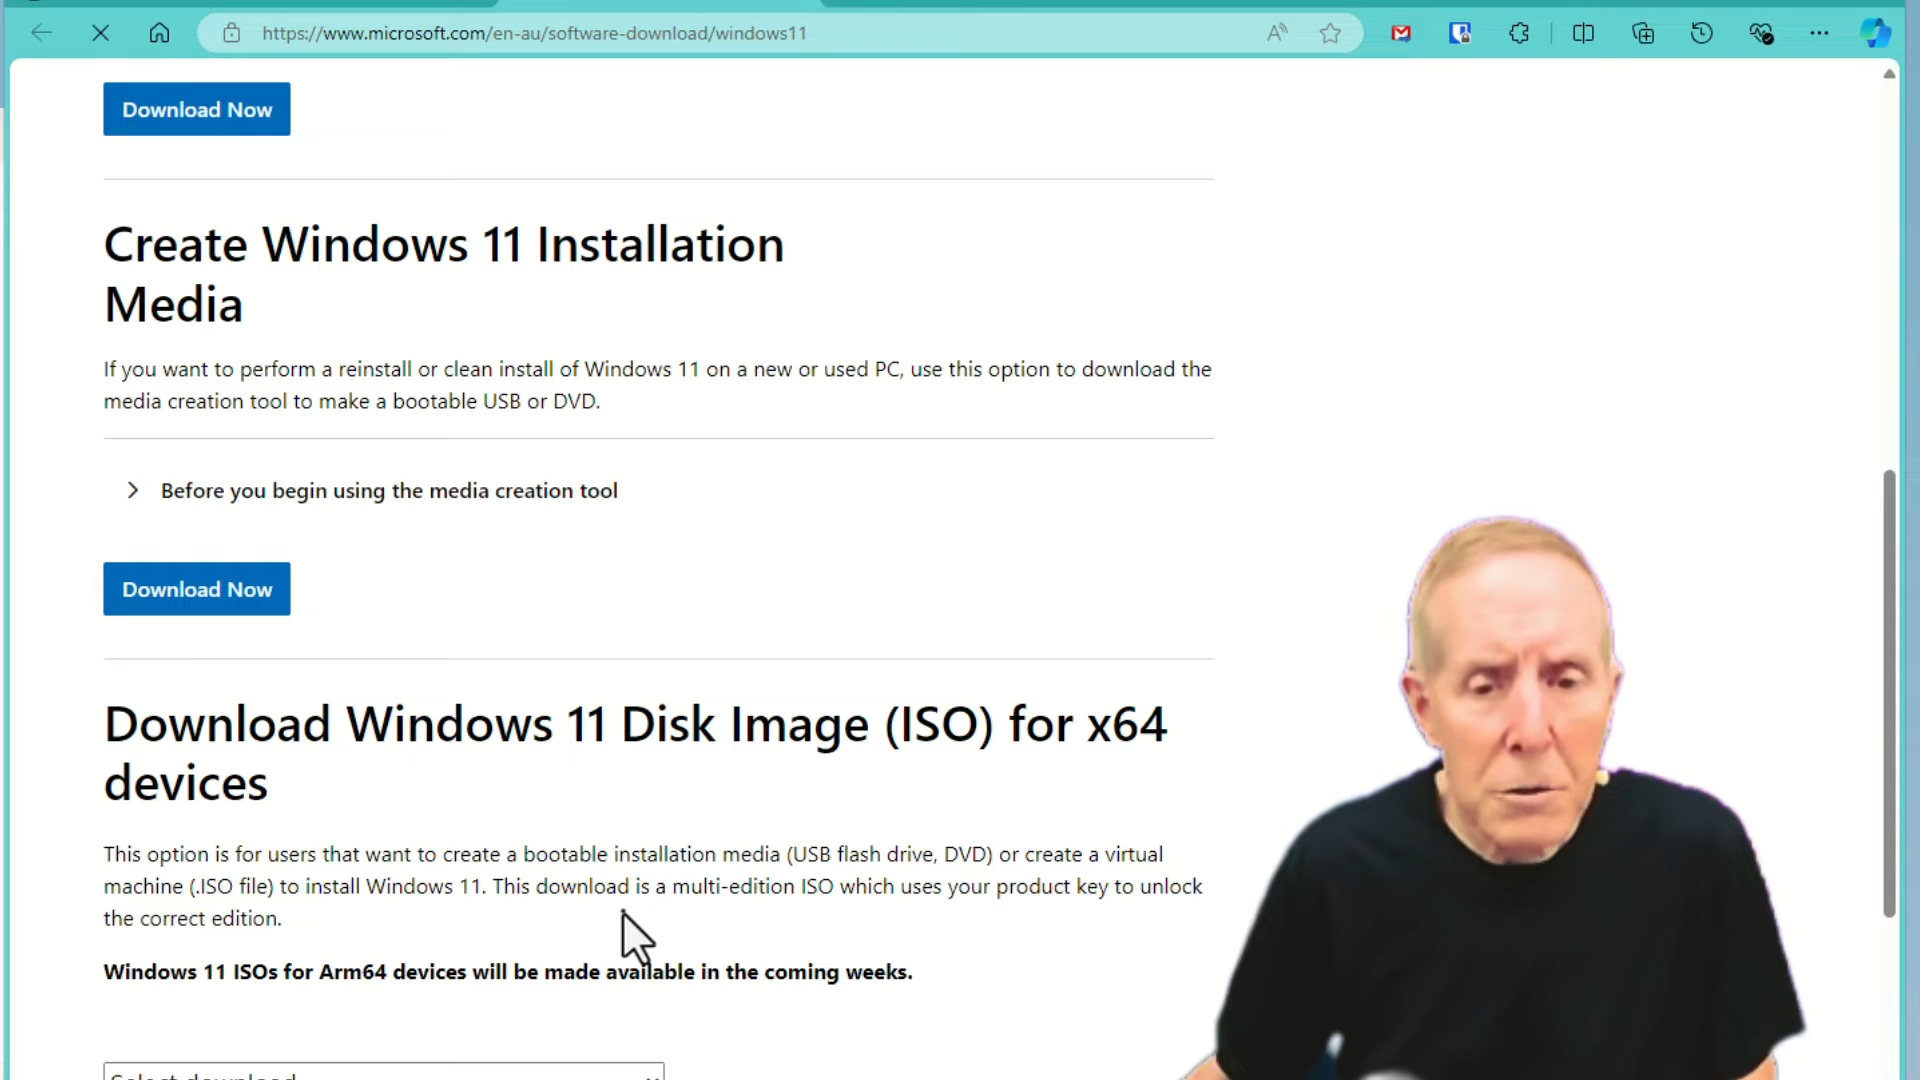 https://www.microsoft.com/en-au/software-download/windows11
Download Now
Create Windows 11 Installation
Media
If you want to perform a reinstall or clean install of Windows 11 on a new or used PC, use this option to download the
media creation tool to make a bootable USB or DVD.
Before you begin using the media creation tool
Download Now
Download Windows 11 Disk Image (ISO) for x64
devices
This option is for users that want to create a bootable installation media (USB flash drive, DVD) or create a virtual
machine (.ISO file) to install Windows 11. This download is a multi-edition ISO which uses your product key to unlock
the correct edition.
Windows 11 ISOs for Arm64 devices will be made available in the coming weeks.
Select download